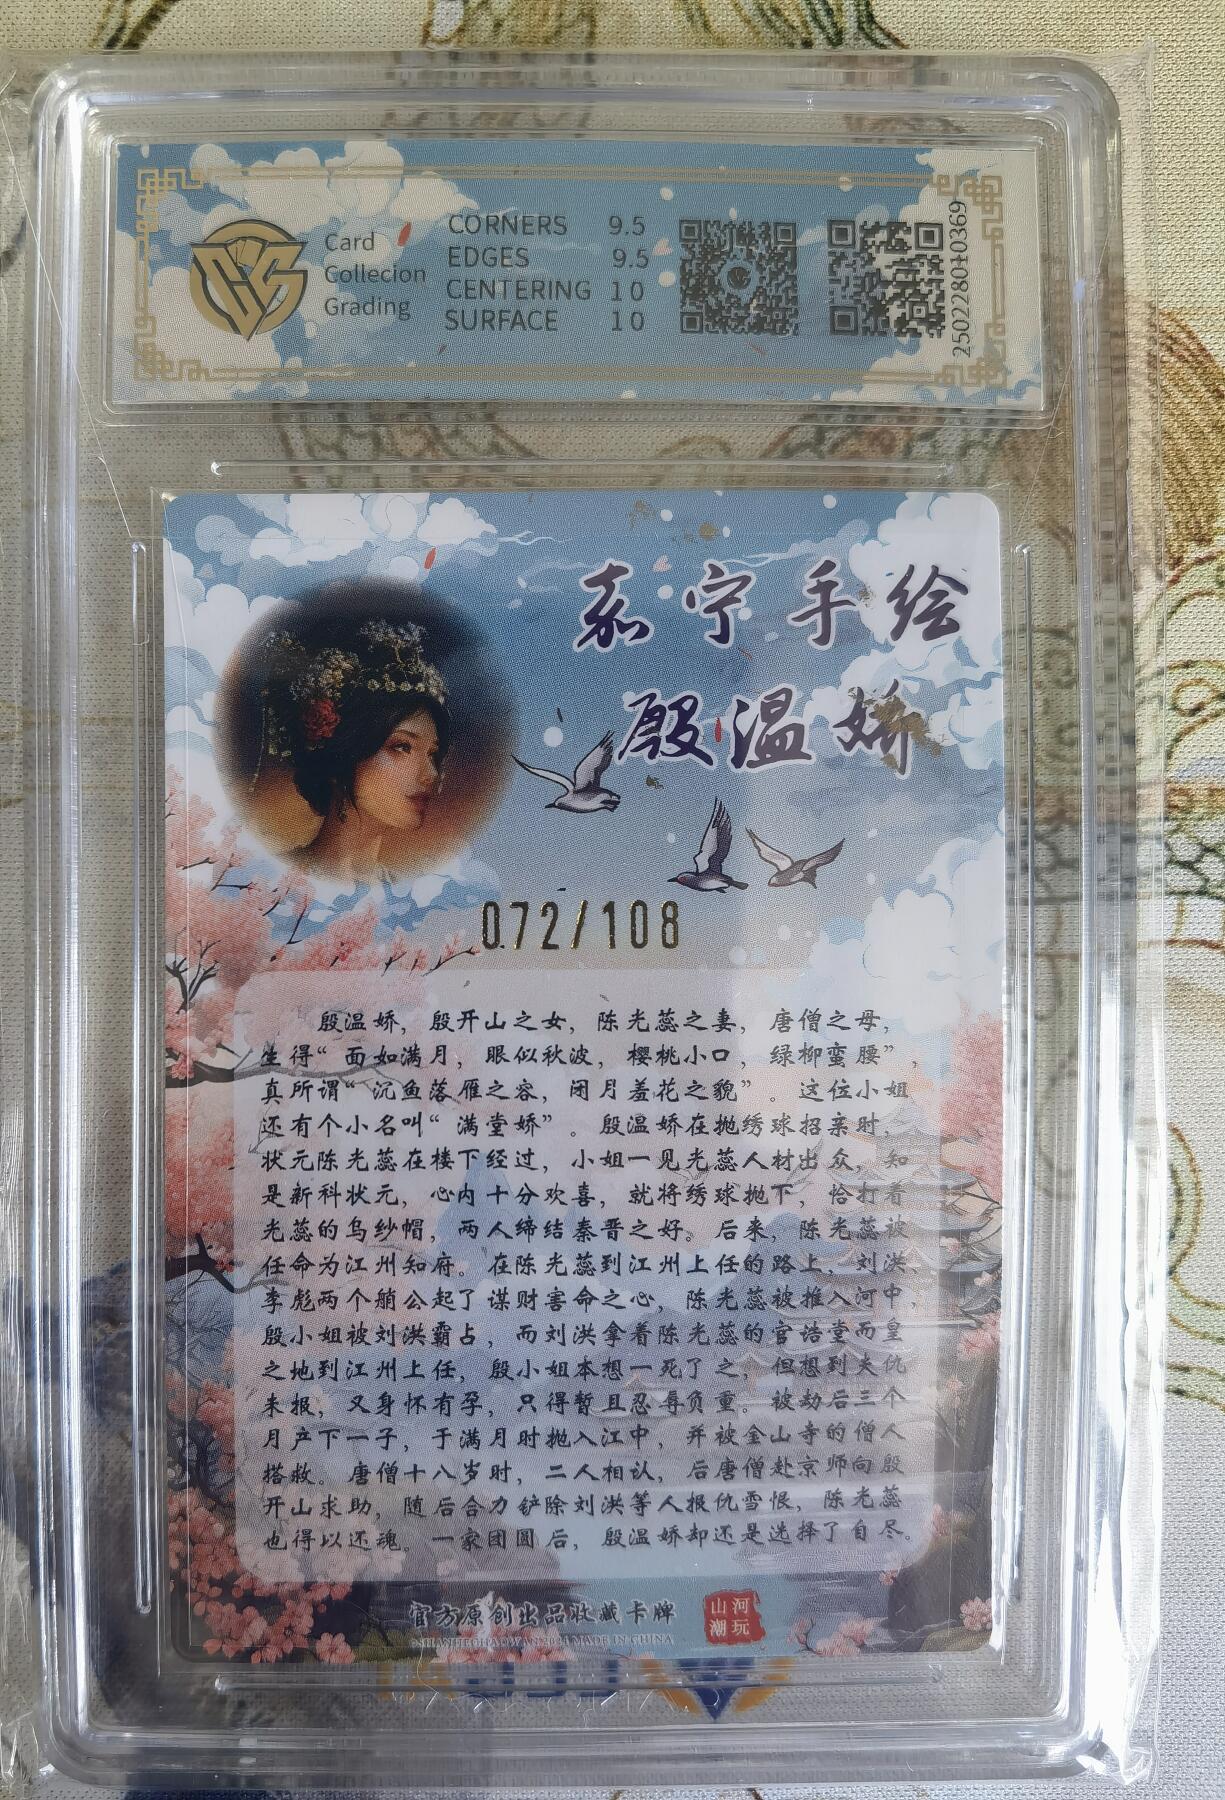 Card
Collecion
Grading
CORNERS 9.5
EDGES 9.5
CENTERING 10
SURFACE 10
2502280+0369
嘉宁手绘
殷温娇
072/108
殷温娇，殷开山之女，陈光蕊之妻，唐僧之母，
生得“面如满月，眼似秋波，樱桃小口，绿柳蛮腰”，
真所谓“沉鱼落雁之容，闭月羞花之貌”。这位小姐
还有个小名叫“满堂娇”。殷温娇在抛绣球招亲时，
状元陈光蕊在楼下经过，小姐一见光蕊人材出众，知
是新科状元，心内十分欢喜，就将绣球抛下，恰打着
光蕊的乌纱帽，两人缔结秦晋之好。后来，陈光蕊被
任命为江州知府。在陈光蕊到江州上任的路上，刘洪、
李彪两个艄公起了谋财害命之心，陈光蕊被推入河中，
殷小姐被刘洪霸占，而刘洪拿着陈光蕊的官诰堂而皇
之地到江州上任，殷小姐本想一死了之，但想到夫仇
未报，又身怀有孕，只得暂且忍辱负重。被劫后三个
月产下一子，于满月时抛入江中，并被金山寺的僧人
搭救。唐僧十八岁时，二人相认，后唐僧赴京师向殷
开山求助，随后合力铲除刘洪等人报仇雪恨，陈光蕊
也得以还魂。一家团圆后，殷温娇却还是选择了自尽。
官方原创出品收藏卡牌
MADE IN CHINA
山河
潮玩